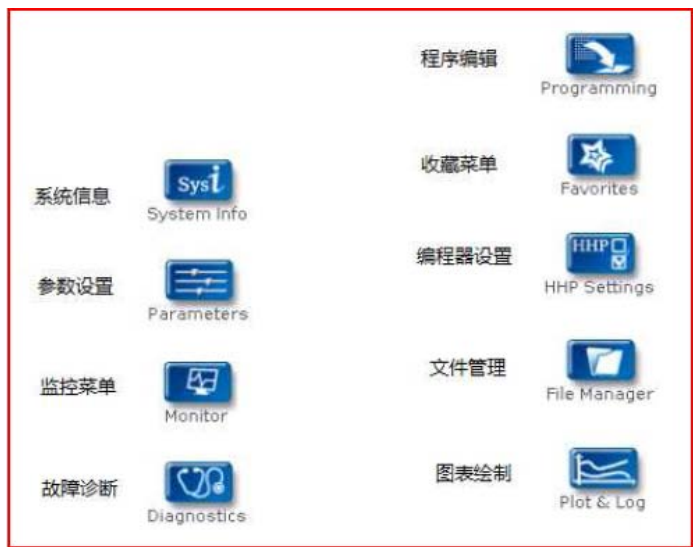 程序编辑
Programming
收藏菜单
Favorites
系统信息
Sysi
System Info
编程器设置
HHP
HHP Settings
参数设置
Parameters
文件管理
File Manager
监控菜单
Monitor
图表绘制
Plot & Log
故障诊断
Diagnostics